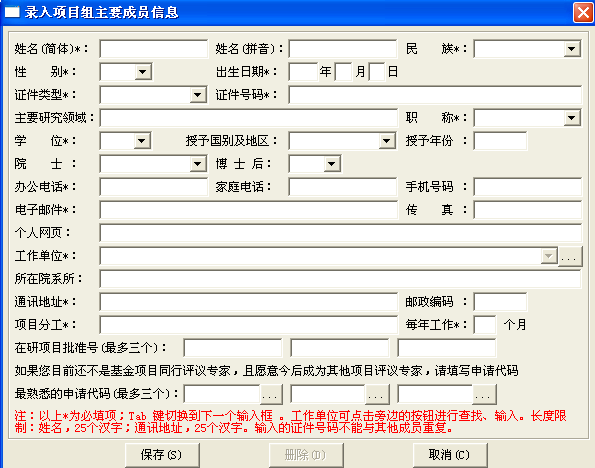 录入项目组主要成员信息
姓名(简体)*： 姓名(拼音)： 民 族*：
性 别*： 出生日期*： 年 月 日
证件类型*： 证件号码*：
主要研究领域： 职 称*：
学 位*： 授予国别及地区： 授予年份：
院 士： 博 士 后：
办公电话*： 家庭电话： 手机号码：
电子邮件*： 传 真：
个人网页：
工作单位*： ...
所在院系所：
通讯地址*： 邮政编码：
项目分工*： 每年工作*： 个月
在研项目批准号(最多三个)：
如果您目前还不是基金项目同行评议专家，且愿意今后成为其他项目评议专家，请填写申请代码
最熟悉的申请代码(最多三个)： ... ... ...
注：以上*为必填项；Tab 键切换到下一个输入框 。工作单位可点击旁边的按钮进行查找、输入。长度限
制：姓名，25个汉字；通讯地址，25个汉字。输入的证件号码不能与其他成员重复。
保存(S) 删除(D) 取消(C)